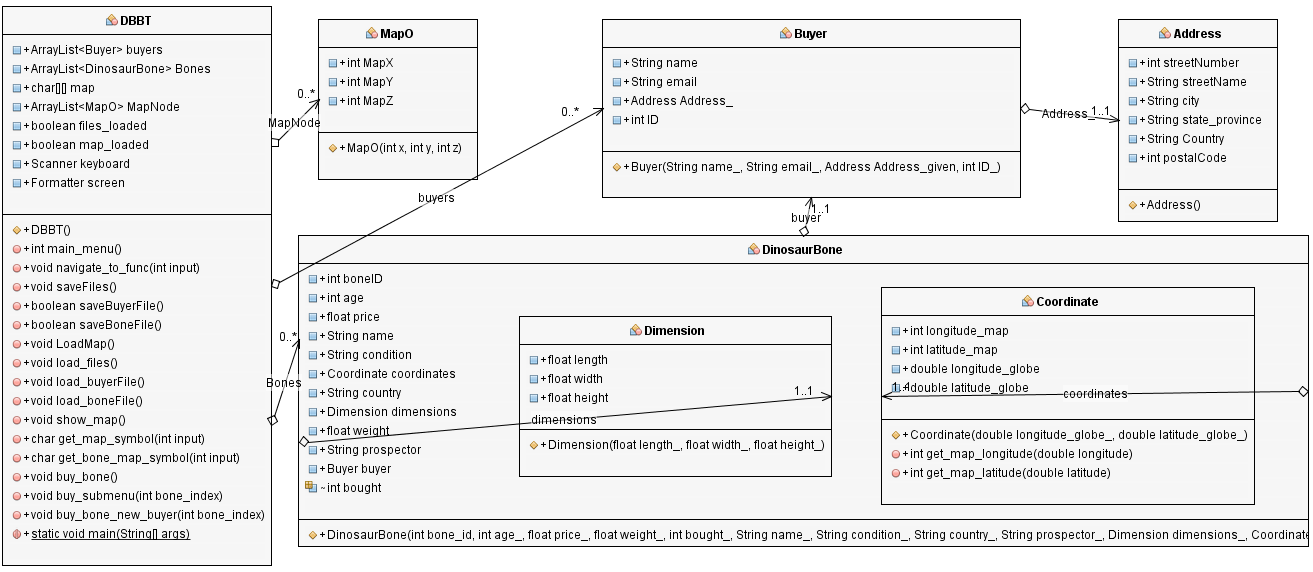 DBBT
+ArrayList<Buyer> buyers
+ArrayList<DinosaurBone> Bones
+char[][] map
+ArrayList<MapO> MapNode
+boolean files_loaded
+boolean map_loaded
+Scanner keyboard
+Formatter screen
+DBBT()
+int main_menu()
+void navigate_to_func(int input)
+void saveFiles()
+boolean saveBuyerFile()
+boolean saveBoneFile()
+void LoadMap()
+void load_files()
+void load_buyerFile()
+void load_boneFile()
+void show_map()
+char get_map_symbol(int input)
+char get_bone_map_symbol(int input)
+void buy_bone()
+void buy_submenu(int bone_index)
+void buy_bone_new_buyer(int bone_index)
+static void main(String[] args)
0..*
MapNode
MapO
+int MapX
+int MapY
+int MapZ
+MapO(int x, int y, int z)
0..*
buyers
Buyer
+String name
+String email
+Address Address_
+int ID
+Buyer(String name_, String email_, Address Address_given, int ID_)
Address_
1..1
Address
+int streetNumber
+String streetName
+String city
+String state_province
+String Country
+int postalCode
+Address()
1..1
buyer
0..*
Bones
DinosaurBone
+int boneID
+int age
+float price
+String name
+String condition
+Coordinate coordinates
+String country
+Dimension dimensions
+float weight
+String prospector
+Buyer buyer
~int bought
+DinosaurBone(int bone_id, int age_, float price_, float weight_, int bought_, String name_, String condition_, String country_, String prospector_, Dimension dimensions_, Coordinate
Dimension
+float length
+float width
+float height
+Dimension(float length_, float width_, float height_)
1..1
dimensions
Coordinate
+int longitude_map
+int latitude_map
+double longitude_globe
+double latitude_globe
+Coordinate(double longitude_globe_, double latitude_globe_)
+int get_map_longitude(double longitude)
+int get_map_latitude(double latitude)
coordinates